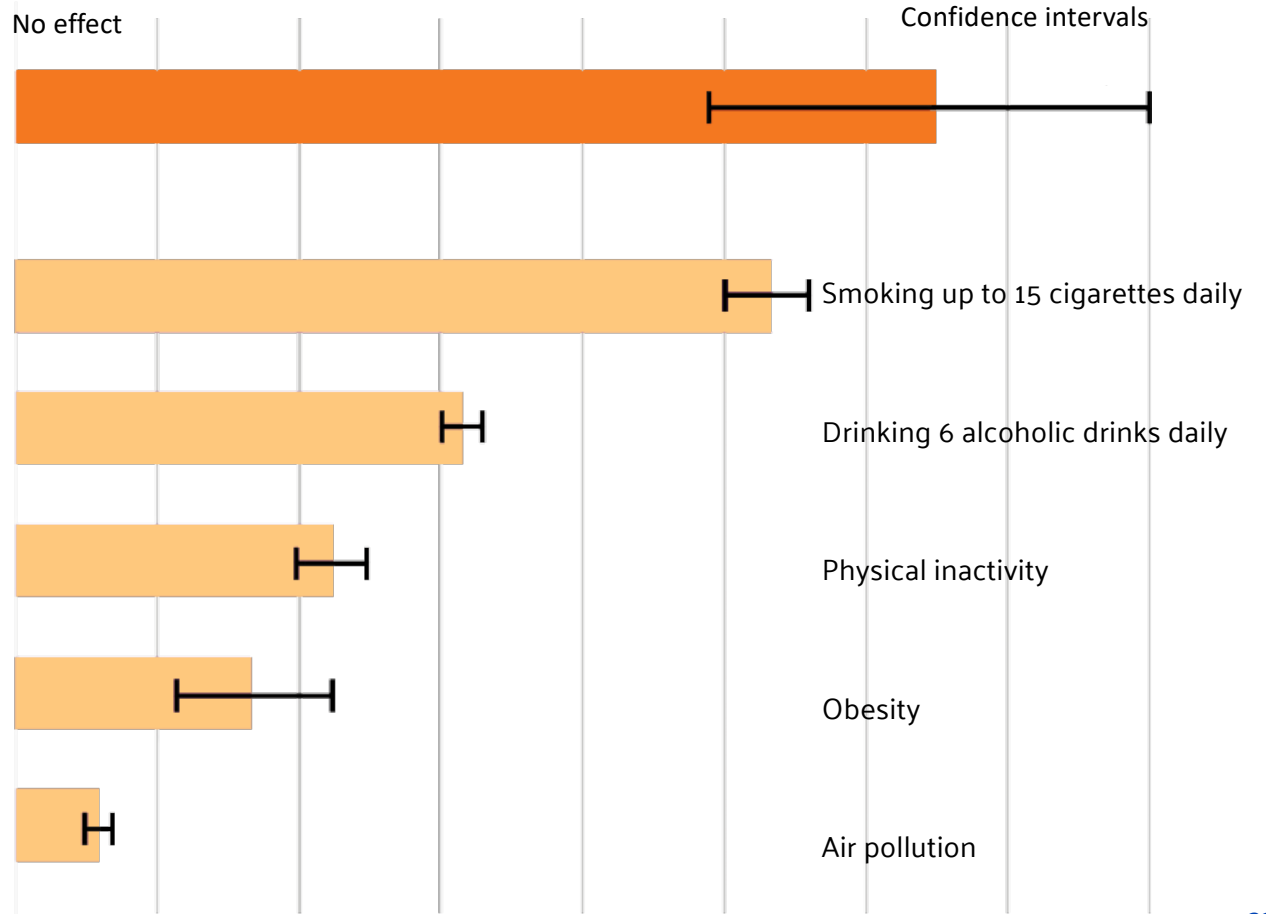 No effect
Confidence intervals
Smoking up to 15 cigarettes daily
Drinking 6 alcoholic drinks daily
Physical inactivity
Obesity
Air pollution